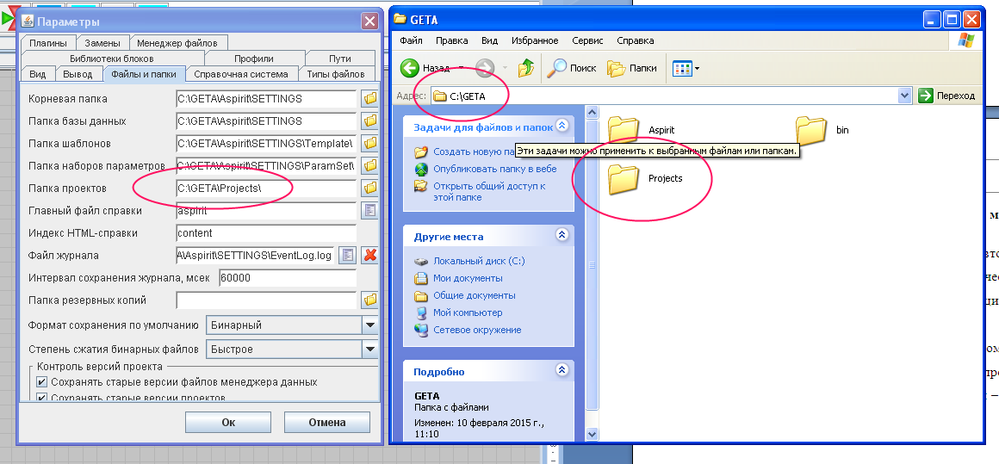 Параметры
Плагины Замены Менеджер файлов
Библиотеки блоков Профили Пути
Вид Вывод Файлы и папки Справочная система Типы файлов
Корневая папка C:\GETA\Aspirit\SETTINGS
Папка базы данных C:\GETA\Aspirit\SETTINGS
Папка шаблонов C:\GETA\Aspirit\SETTINGS\Template\
Папка наборов параметров C:\GETA\Aspirit\SETTINGS\ParamSet\
Папка проектов C:\GETA\Projects\
Главный файл справки aspirit
Индекс HTML-справки content
Файл журнала A\Aspirit\SETTINGS\EventLog.log
Интервал сохранения журнала, мсек 60000
Папка резервных копий
Формат сохранения по умолчанию Бинарный
Степень сжатия бинарных файлов Быстрое
Контроль версий проекта
Сохранять старые версии файлов менеджера данных
Сохранять старые версии проектов
Ок Отмена
GETA
Файл Правка Вид Избранное Сервис Справка
Назад Поиск Папки
Адрес: C:\GETA Переход
Задачи для файлов и папок
Создать новую па
Эти задачи можно применить к выбранным файлам или папкам.
Опубликовать папку в вебе
Открыть общий доступ к
этой папке
Другие места
Локальный диск (C:)
Мои документы
Общие документы
Мой компьютер
Сетевое окружение
Подробно
GETA
Папка с файлами
Изменен: 10 февраля 2015 г.,
11:10
Aspirit bin
Projects